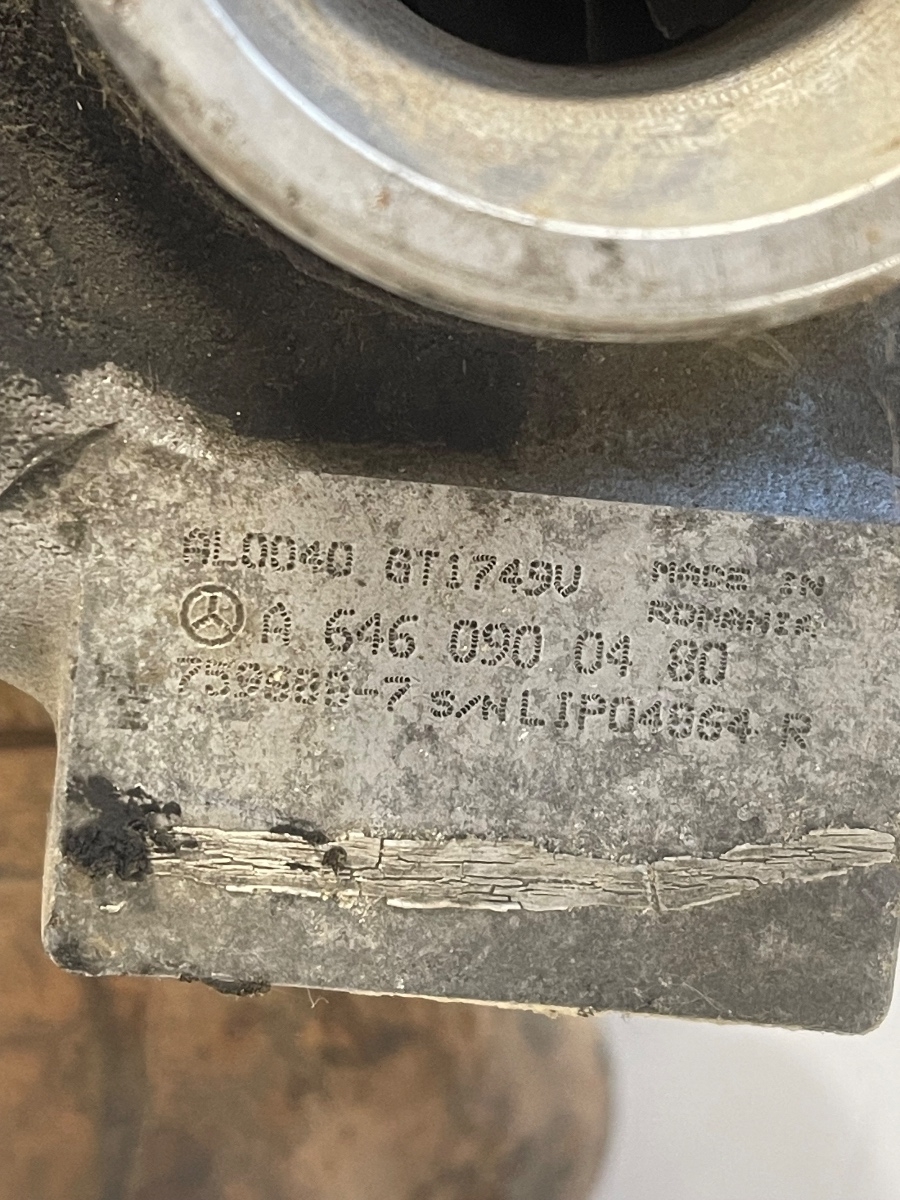 AL0040 GT1749V MADE IN
ROMANIA
A 646 090 04 80
759688-7 S/N LIP04864 R